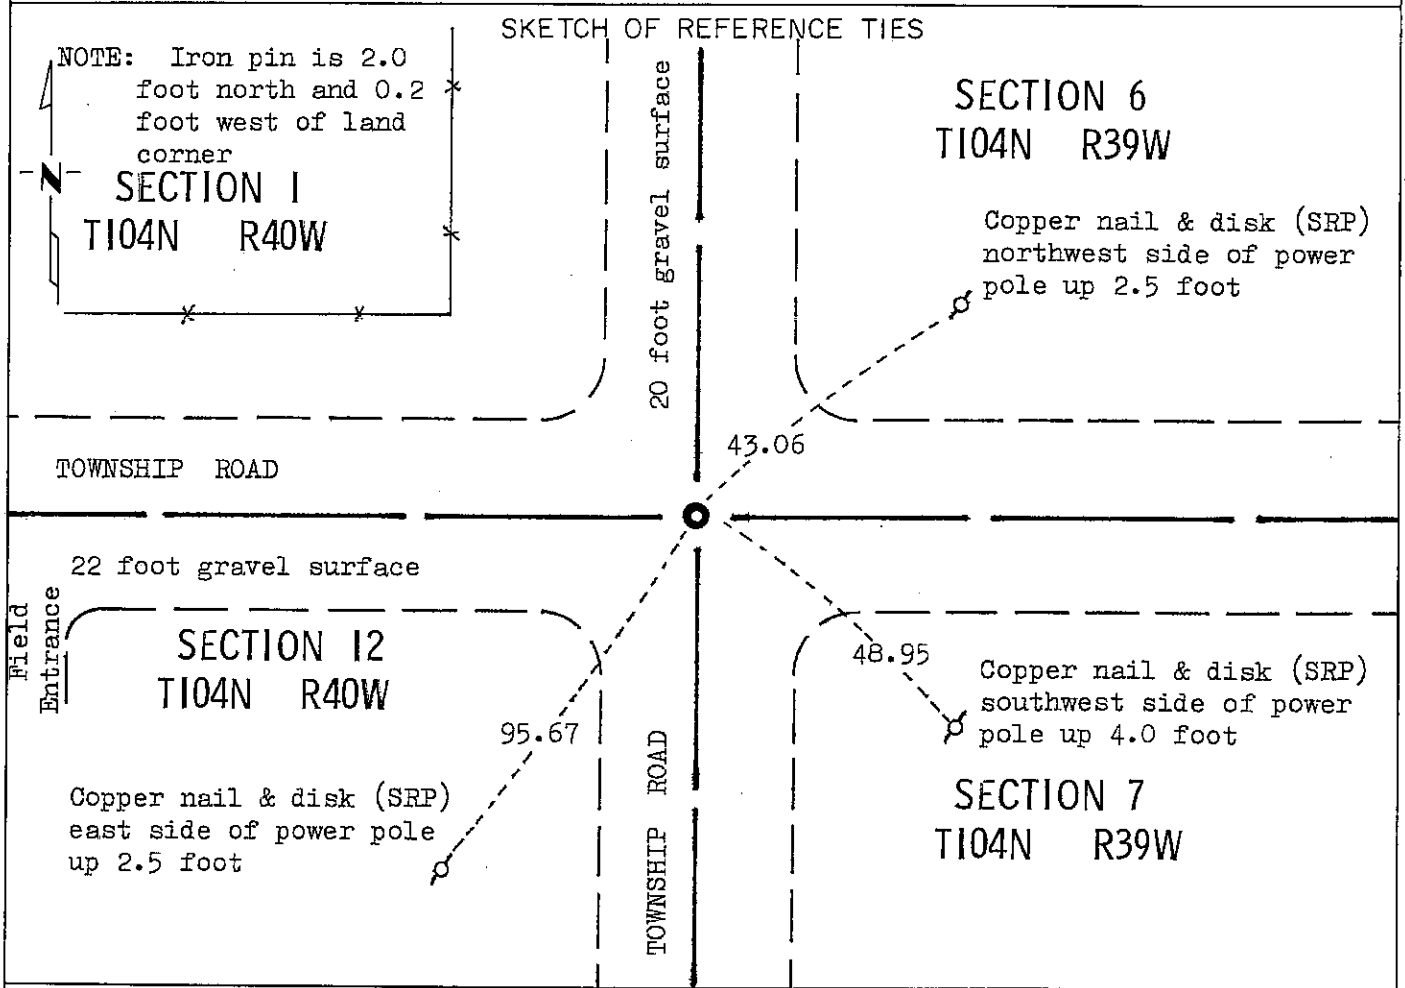 SKETCH OF REFERENCE TIES
NOTE: Iron pin is 2.0
foot north and 0.2
foot west of land
corner
N
SECTION 1
T104N R40W
20 foot gravel surface
SECTION 6
T104N R39W
Copper nail & disk (SRP)
northwest side of power
pole up 2.5 foot
43.06
TOWNSHIP ROAD
22 foot gravel surface
Field
Entrance
SECTION 12
T104N R40W
95.67
Copper nail & disk (SRP)
east side of power pole
up 2.5 foot
TOWNSHIP ROAD
48.95
Copper nail & disk (SRP)
southwest side of power
pole up 4.0 foot
SECTION 7
T104N R39W